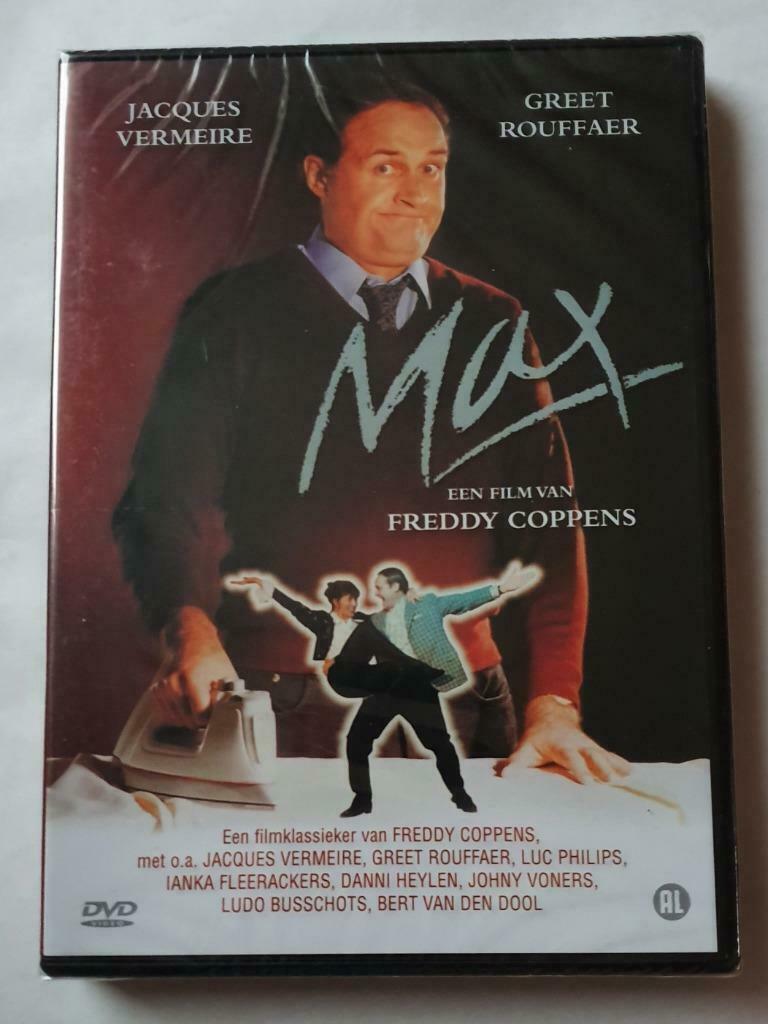 JACQUES
VERMEIRE
GREET
ROUFFAER
Max
EEN FILM VAN
FREDDY COPPENS
Een filmklassieker van FREDDY COPPENS,
met o.a. JACQUES VERMEIRE, GREET ROUFFAER, LUC PHILIPS,
IANKA FLEERACKERS, DANNI HEYLEN, JOHNY VONERS,
LUDO BUSSCHOTS, BERT VAN DEN DOOL
DVD
VIDEO
AL